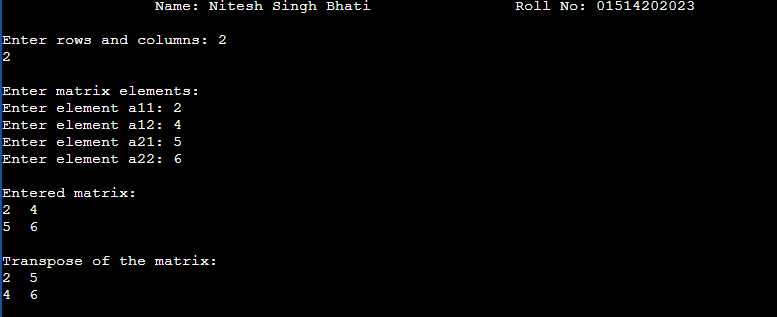 Name: Nitesh Singh Bhati Roll No: 01514202023
Enter rows and columns: 2
2
Enter matrix elements:
Enter element a11: 2
Enter element a12: 4
Enter element a21: 5
Enter element a22: 6
Entered matrix:
2 4
5 6
Transpose of the matrix:
2 5
4 6